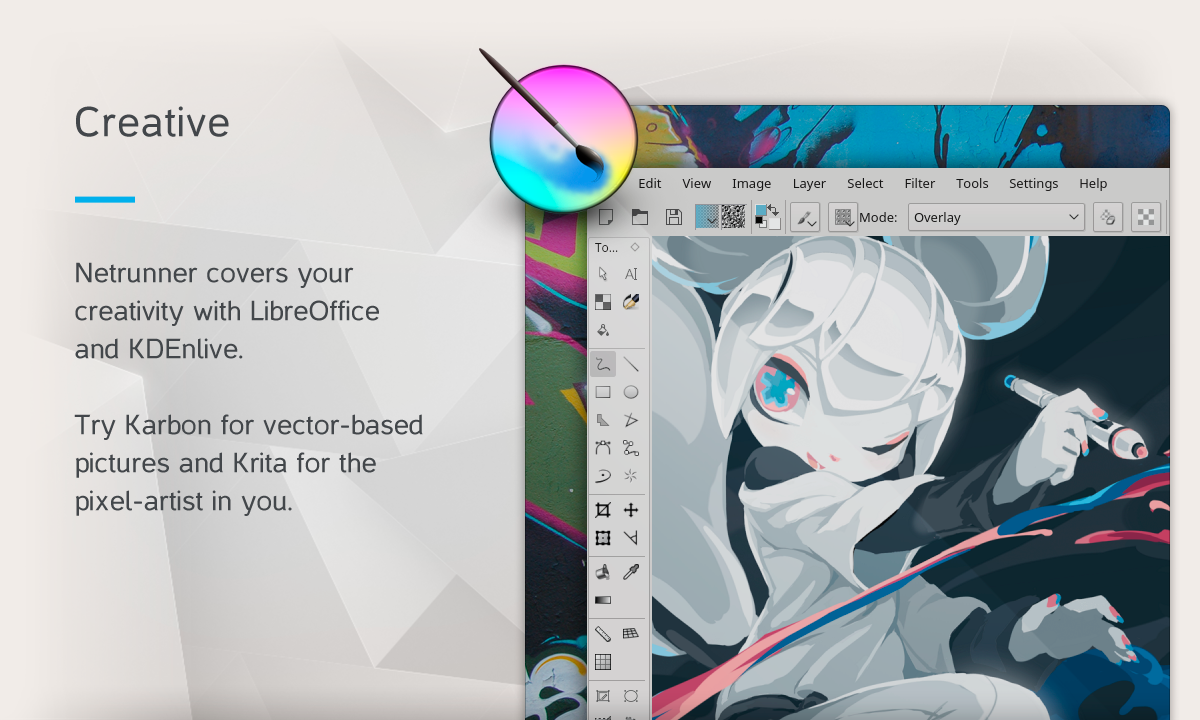 Creative
Netrunner covers your
creativity with LibreOffice
and KDEnlive.
Try Karbon for vector-based
pictures and Krita for the
pixel-artist in you.
Edit View Image Layer Select Filter Tools Settings Help
Mode: Overlay
To...